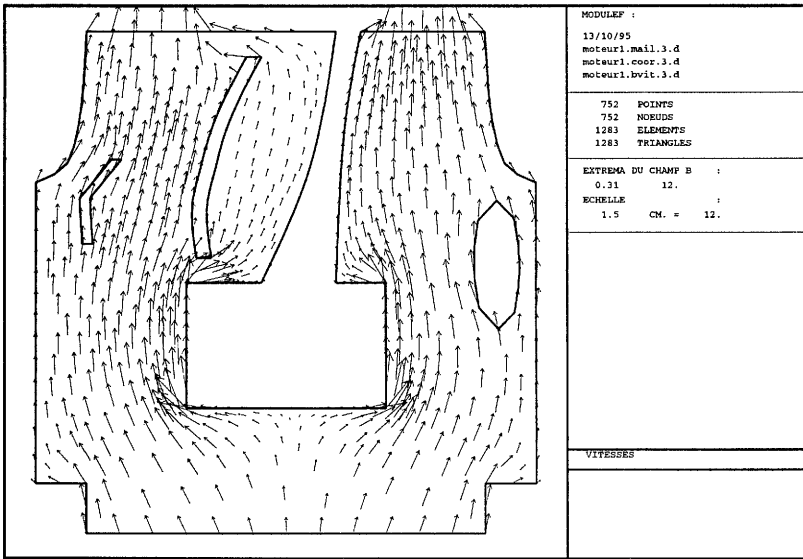 MODULEF :
13/10/95
moteur1.mail.3.d
moteur1.coor.3.d
moteur1.bvit.3.d
752 POINTS
752 NOEUDS
1283 ELEMENTS
1283 TRIANGLES
EXTREMA DU CHAMP B :
0.31 12.
ECHELLE :
1.5 CM. = 12.
VITESSES